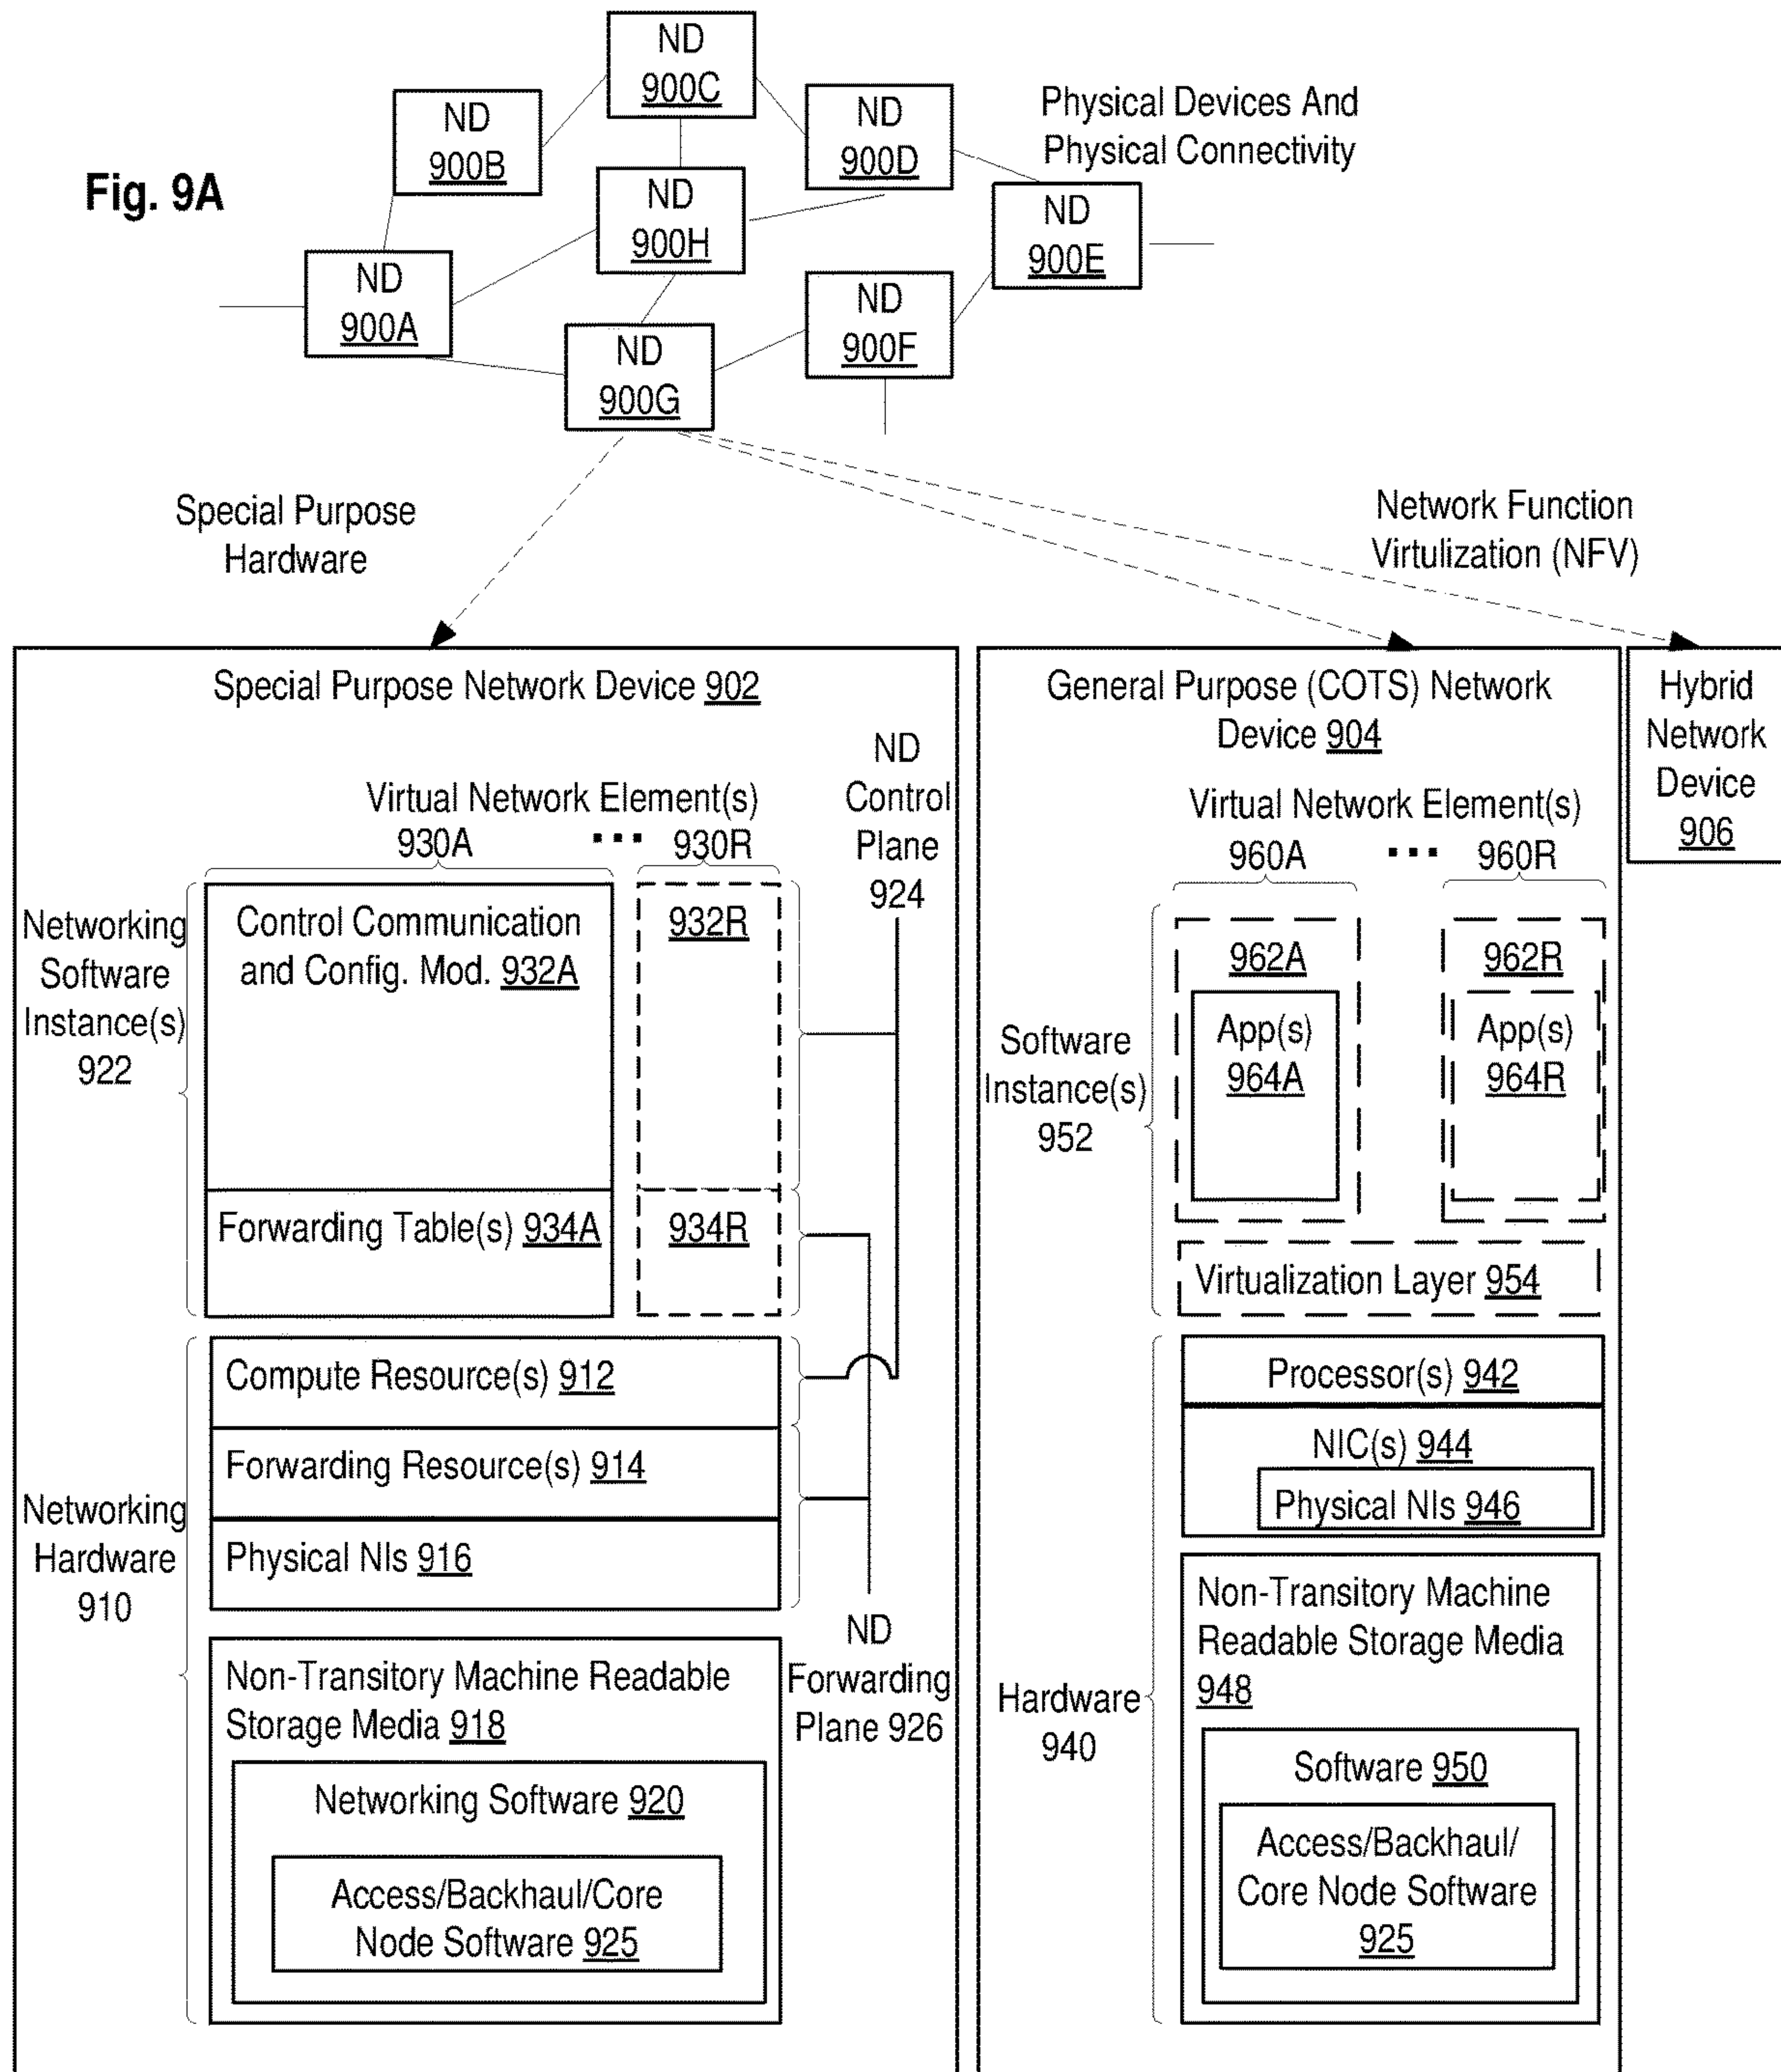 Fig. 9A
ND
900C
ND
900B
ND
900D
Physical Devices And
Physical Connectivity
ND
900H
ND
900E
ND
900A
ND
900F
ND
900G
Special Purpose
Hardware
Network Function
Virtulization (NFV)
Special Purpose Network Device 902
ND
Control
Plane
924
Virtual Network Element(s)
930A ... 930R
Networking
Software
Instance(s)
922
Control Communication
and Config. Mod. 932A
932R
Forwarding Table(s) 934A
934R
Networking
Hardware
910
Compute Resource(s) 912
Forwarding Resource(s) 914
Physical NIs 916
ND
Forwarding
Plane 926
Non-Transitory Machine Readable
Storage Media 918
Networking Software 920
Access/Backhaul/Core
Node Software 925
General Purpose (COTS) Network
Device 904
Virtual Network Element(s)
960A ... 960R
Software
Instance(s)
952
962A
App(s)
964A
962R
App(s)
964R
Virtualization Layer 954
Hardware
940
Processor(s) 942
NIC(s) 944
Physical NIs 946
Non-Transitory Machine
Readable Storage Media
948
Software 950
Access/Backhaul/
Core Node Software
925
Hybrid
Network
Device
906